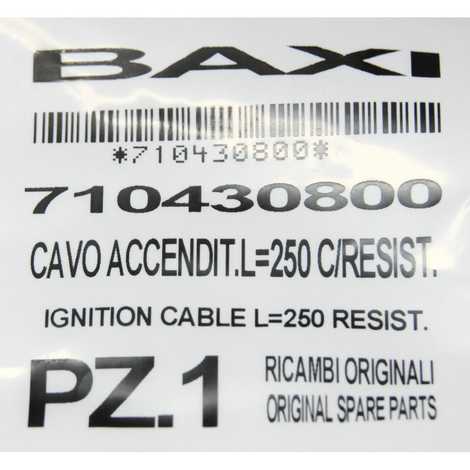 BAXI
*710430800*
710430800
CAVO ACCENDIT.L=250 C/RESIST.
IGNITION CABLE L=250 RESIST.
PZ.1
RICAMBI ORIGINALI
ORIGINAL SPARE PARTS